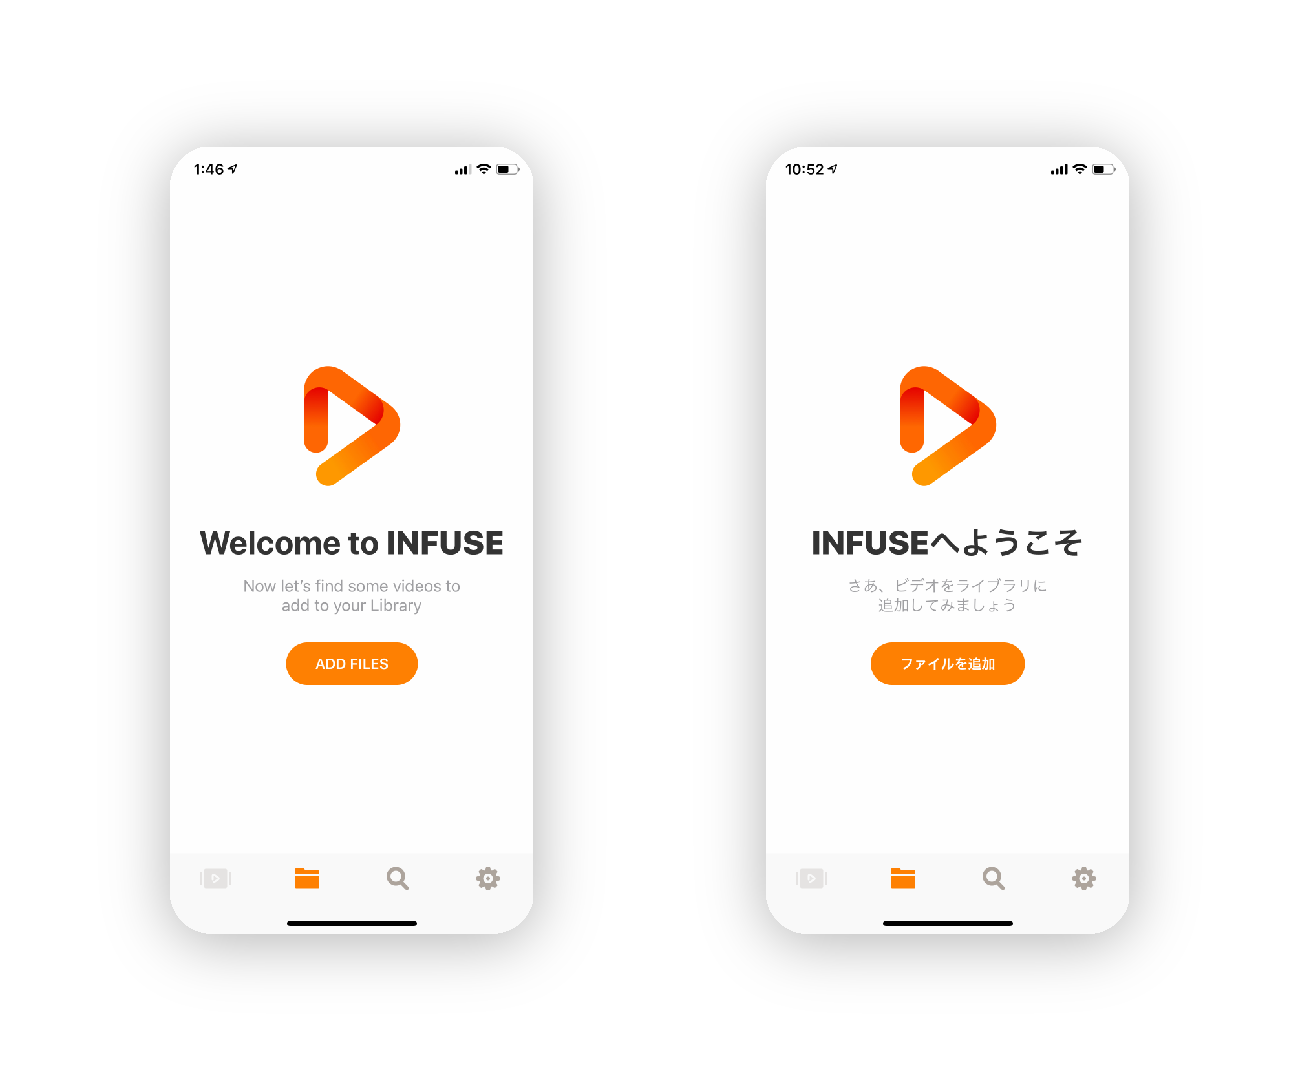 1:46
Welcome to INFUSE
Now let's find some videos to
add to your Library
ADD FILES
10:52
INFUSEへようこそ
さあ、ビデオをライブラリに
追加してみましょう
ファイルを追加